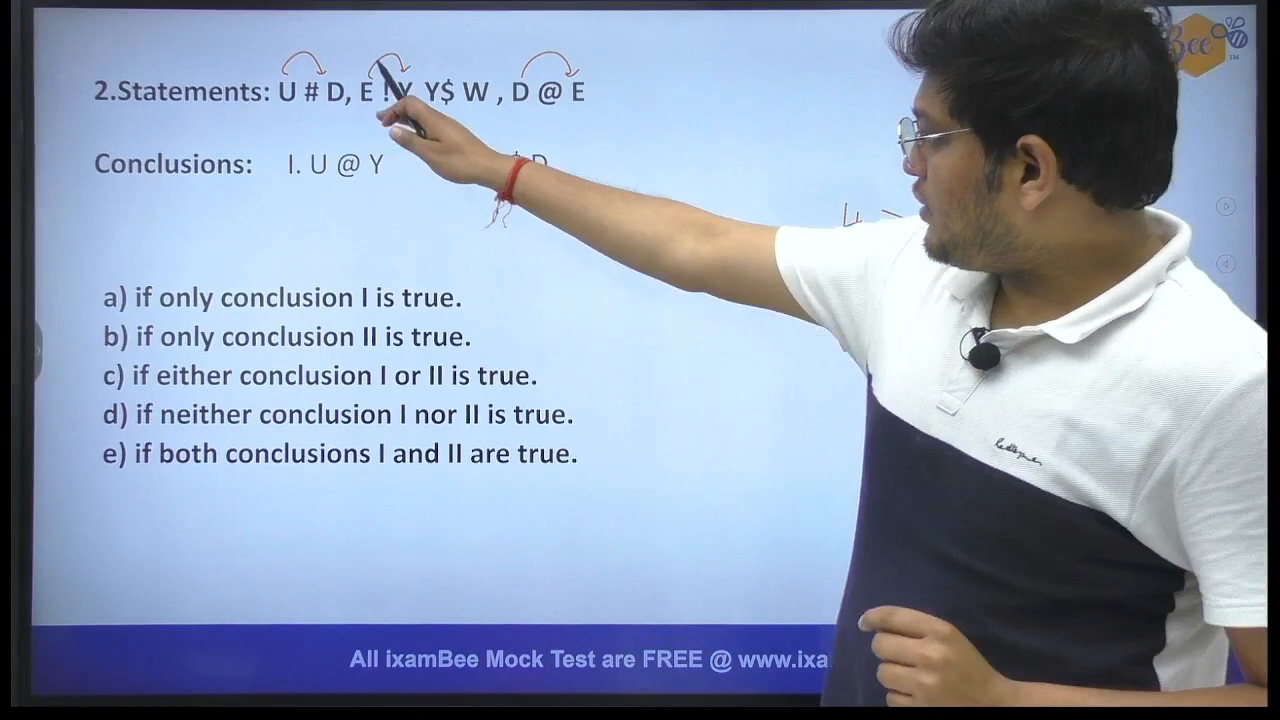 Bee
TM
2.Statements: U # D, E ! Y Y$ W , D @ E
Conclusions: I. U @ Y $ D
a) if only conclusion I is true.
b) if only conclusion II is true.
c) if either conclusion I or II is true.
d) if neither conclusion I nor II is true.
e) if both conclusions I and II are true.
All ixamBee Mock Test are FREE @ www.ixa